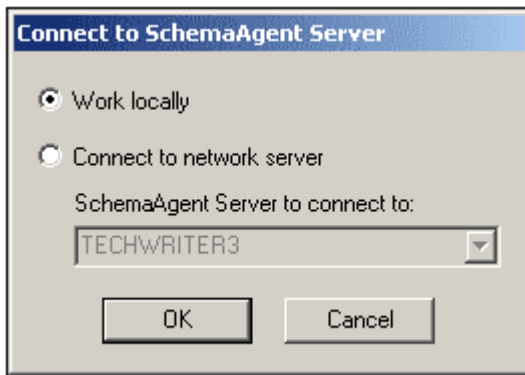 Connect to SchemaAgent Server
Work locally
Connect to network server
SchemaAgent Server to connect to:
TECHWRITER3
OK
Cancel